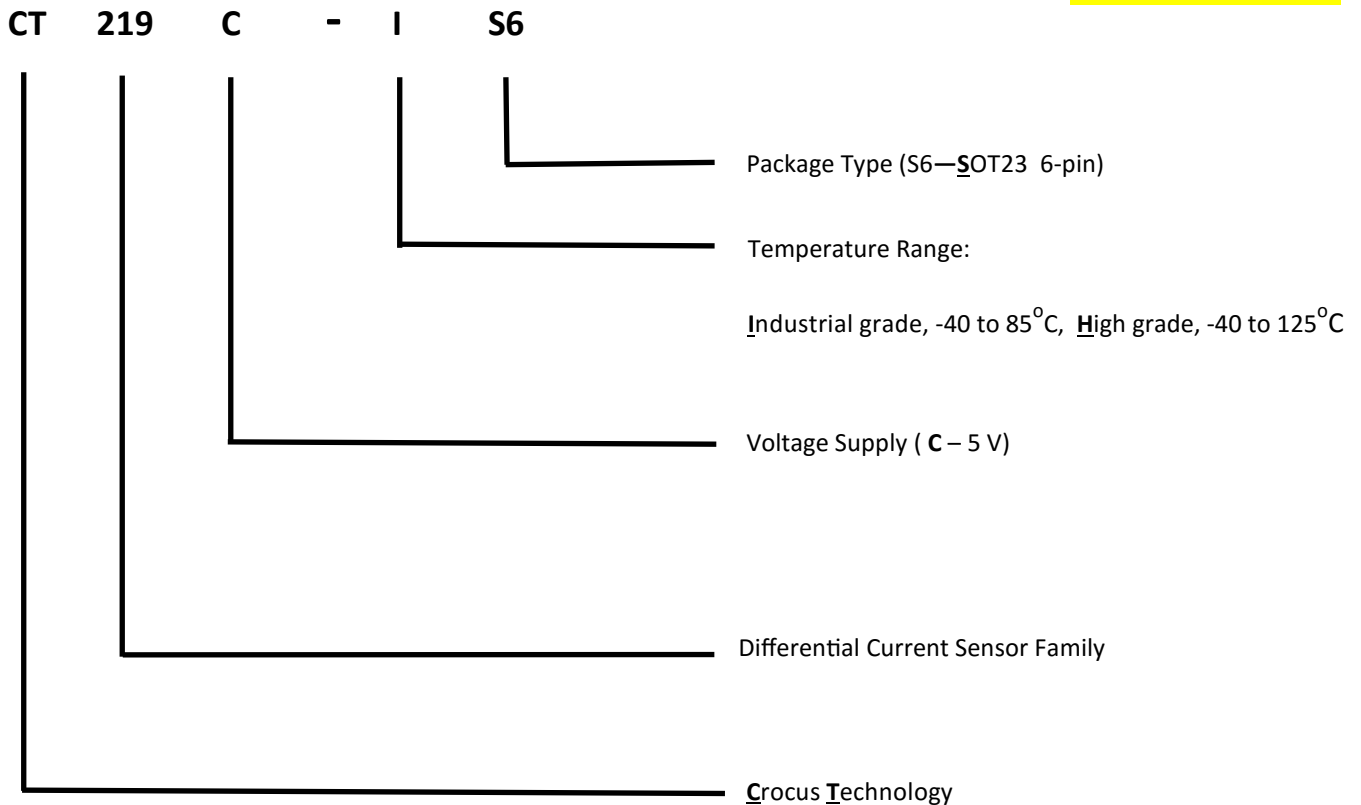 CT 219 C - I S6
Package Type (S6—SOT23 6-pin)
Temperature Range:
Industrial grade, -40 to 85°C, High grade, -40 to 125°C
Voltage Supply ( C – 5 V)
Differential Current Sensor Family
Crocus Technology